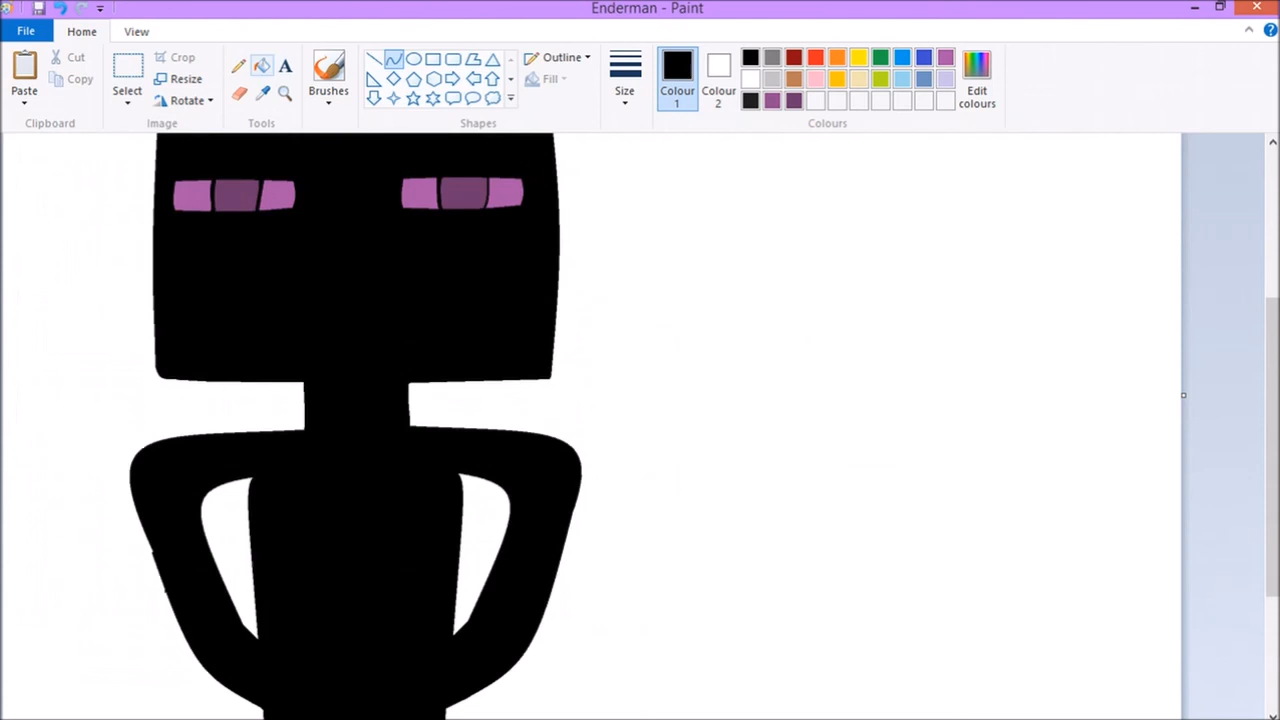 Enderman - Paint
File Home View
Paste Cut Copy
Clipboard
Select Crop Resize Rotate
Image
A
Tools
Brushes
Shapes
Outline Fill
Size
Colour 1
Colour 2
Edit colours
Colours